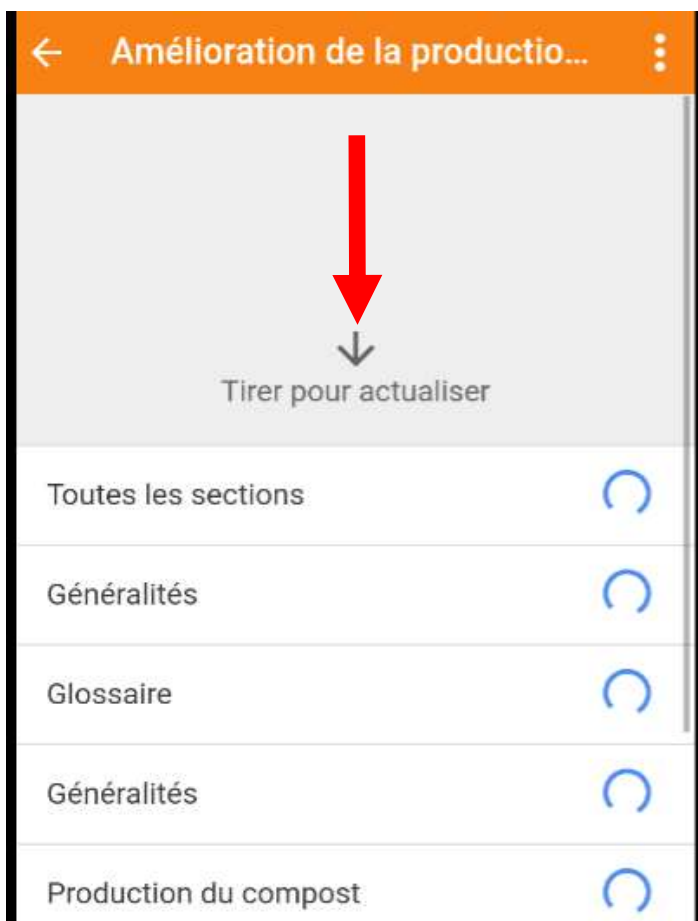 Amélioration de la productio...
Tirer pour actualiser
Toutes les sections
Généralités
Glossaire
Généralités
Production du compost